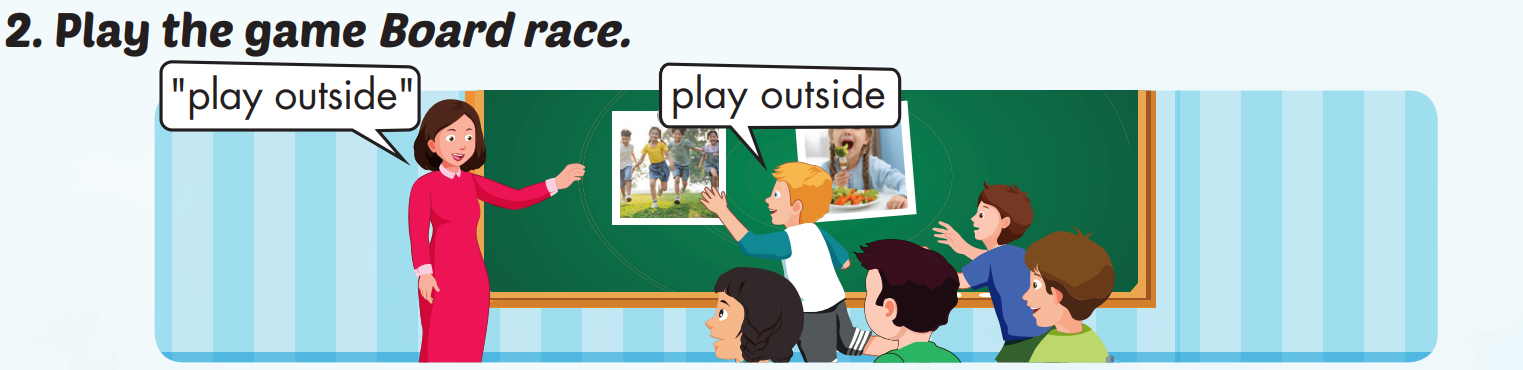 2. Play the game Board race.
"play outside"
play outside